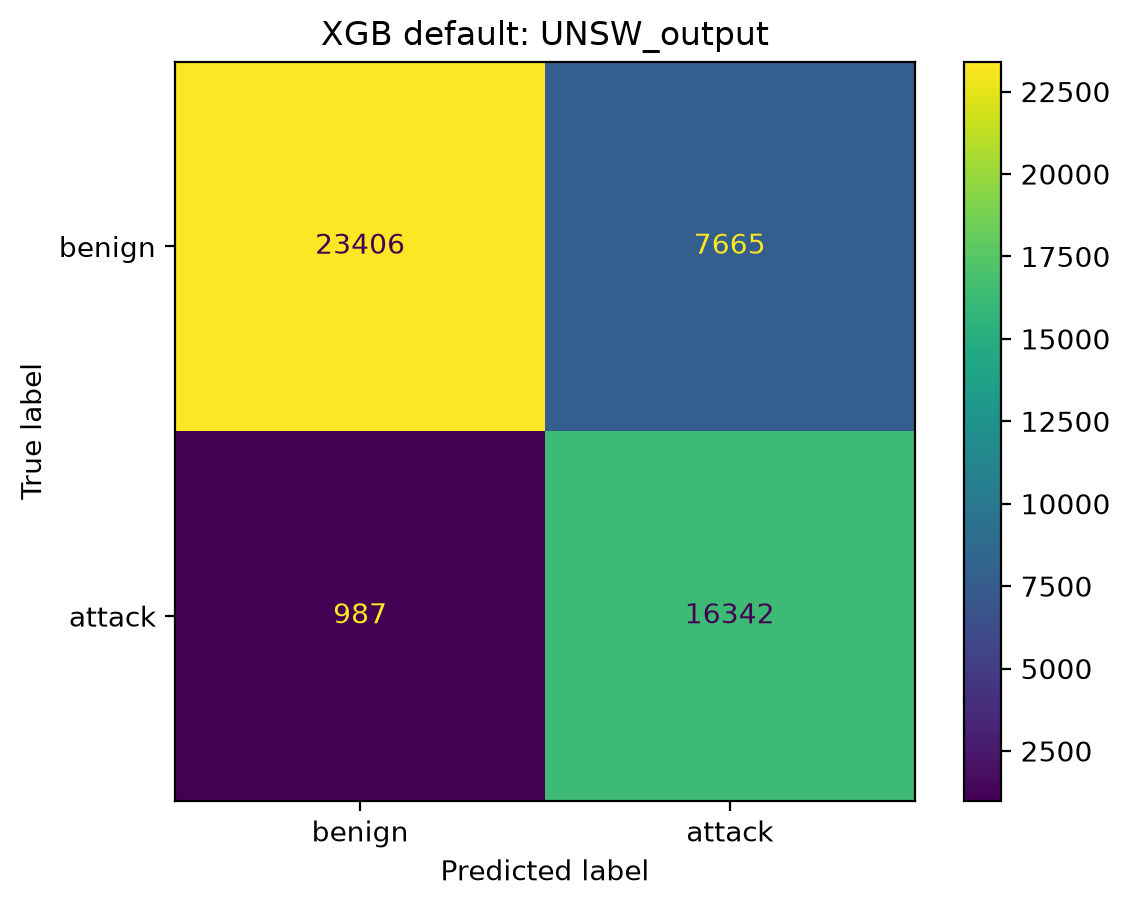 XGB default: UNSW_output
22500
20000
17500
15000
12500
10000
7500
5000
2500
benign
23406
7665
attack
987
16342
True label
benign
attack
Predicted label